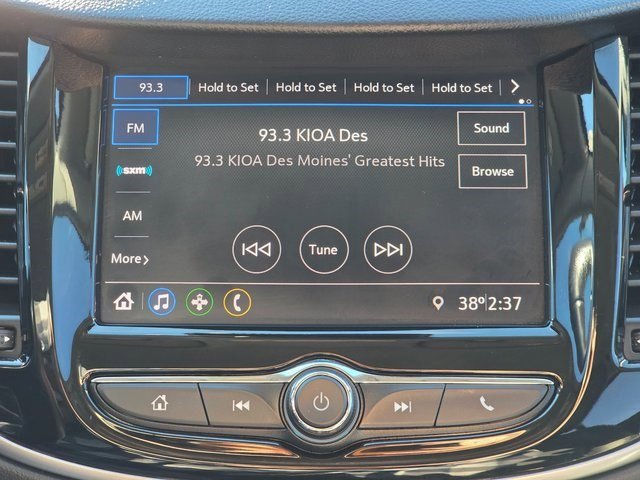 93.3 Hold to Set Hold to Set Hold to Set Hold to Set
FM
93.3 KIOA Des
Sound
93.3 KIOA Des Moines' Greatest Hits
sxm
Browse
AM
Tune
More
38° 2:37